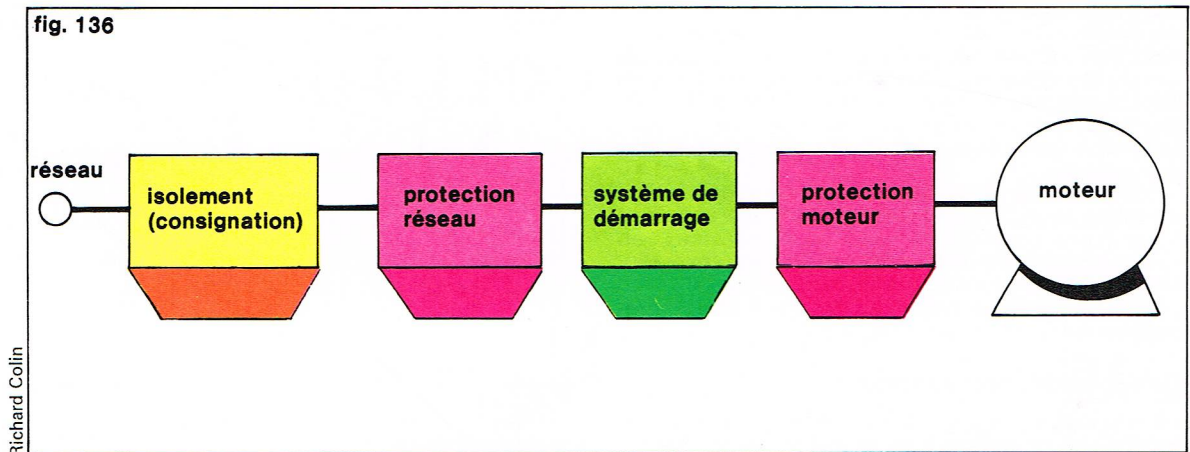 fig. 136
réseau
isolement
(consignation)
protection
réseau
système de
démarrage
protection
moteur
moteur
Richard Colin